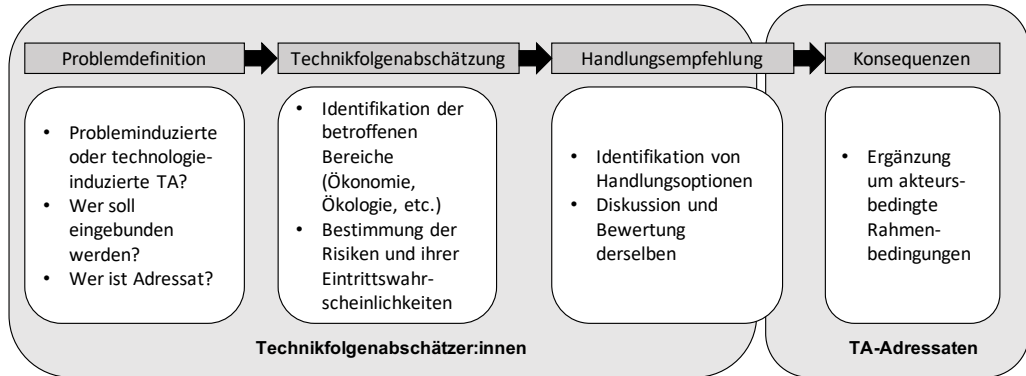 Problemdefinition
Technikfolgenabschätzung
Handlungsempfehlung
Konsequenzen
• Probleminduzierte
oder technologie-
induzierte TA?
• Wer soll
eingebunden
werden?
• Wer ist Adressat?
• Identifikation der
betroffenen
Bereiche
(Ökonomie,
Ökologie, etc.)
• Bestimmung der
Risiken und ihrer
Eintrittswahr-
scheinlichkeiten
• Identifikation von
Handlungsoptionen
• Diskussion und
Bewertung
derselben
• Ergänzung
um akteurs-
bedingte
Rahmen-
bedingungen
Technikfolgenabschätzer:innen
TA-Adressaten